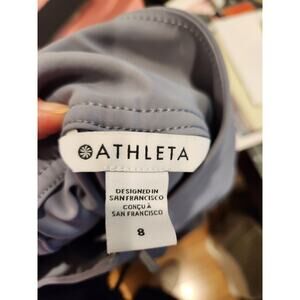 ATHLETA
DESIGNED IN
SAN FRANCISCO
CONÇU À
SAN FRANCISCO
8